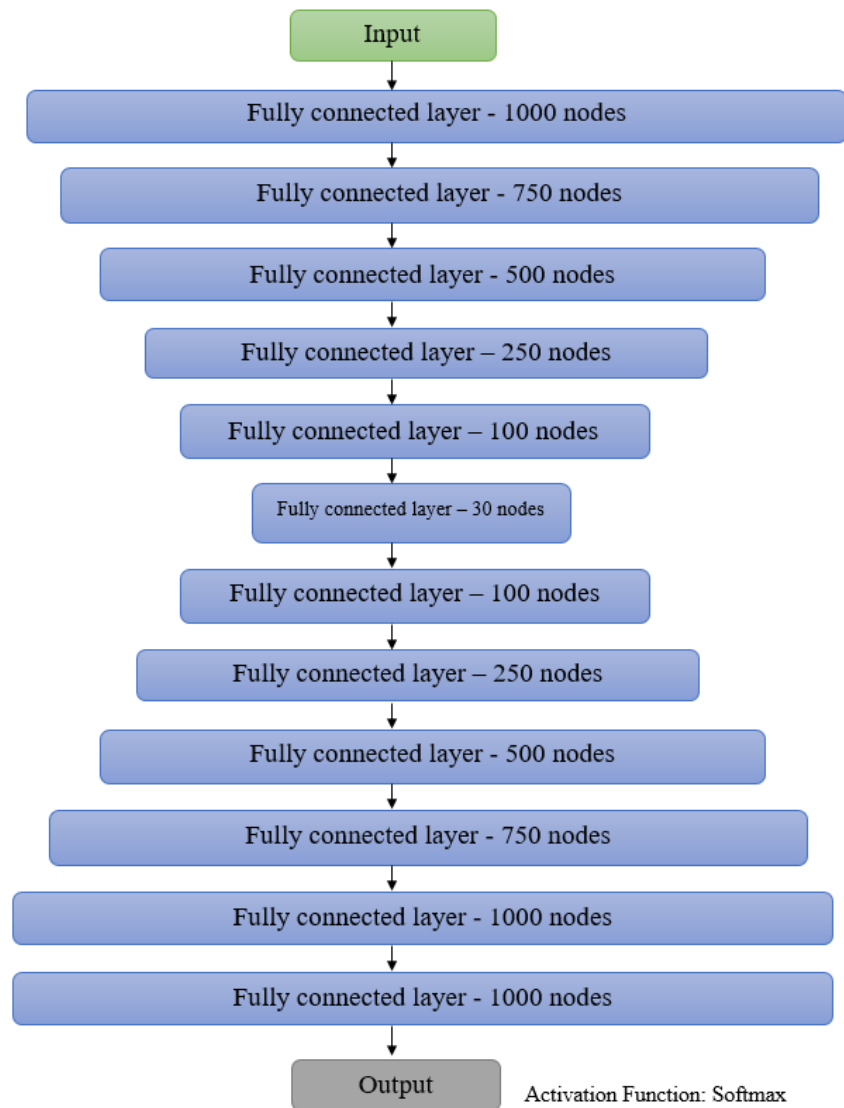 Input
Fully connected layer - 1000 nodes
Fully connected layer - 750 nodes
Fully connected layer - 500 nodes
Fully connected layer – 250 nodes
Fully connected layer – 100 nodes
Fully connected layer – 30 nodes
Fully connected layer – 100 nodes
Fully connected layer – 250 nodes
Fully connected layer - 500 nodes
Fully connected layer - 750 nodes
Fully connected layer - 1000 nodes
Fully connected layer - 1000 nodes
Output
Activation Function: Softmax